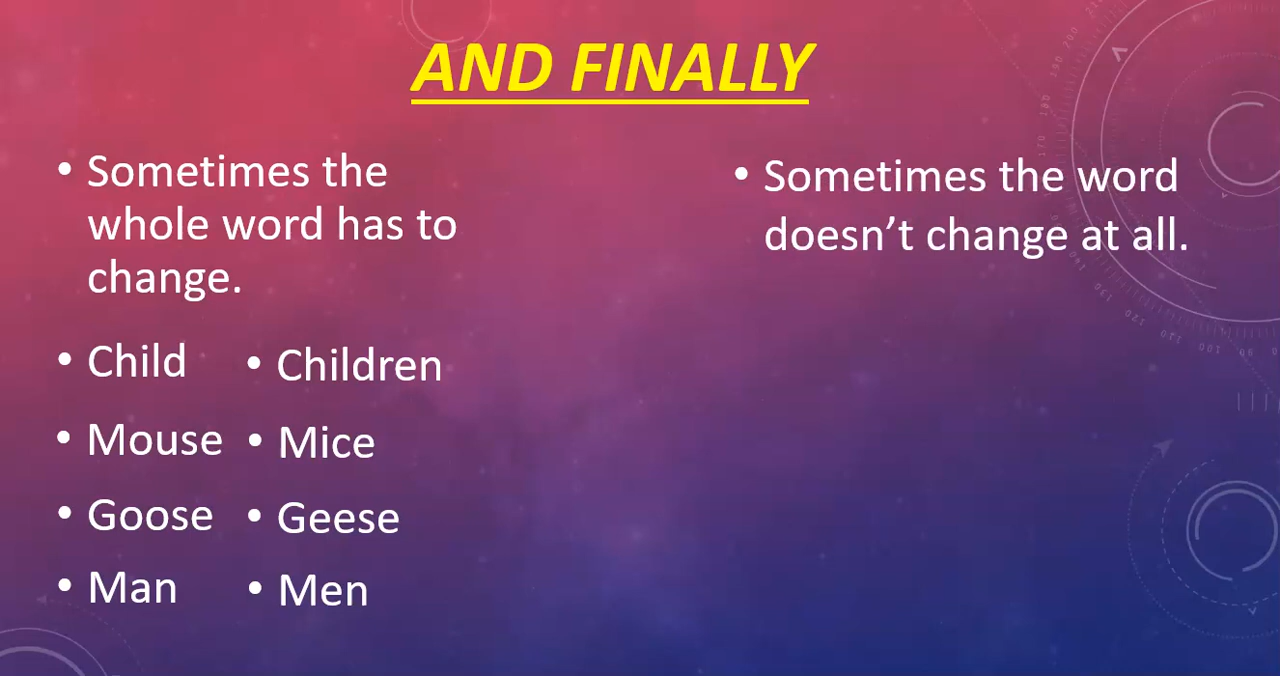 AND FINALLY
• Sometimes the
whole word has to
change.
• Child • Children
• Mouse • Mice
• Goose • Geese
• Man • Men
• Sometimes the word
doesn’t change at all.